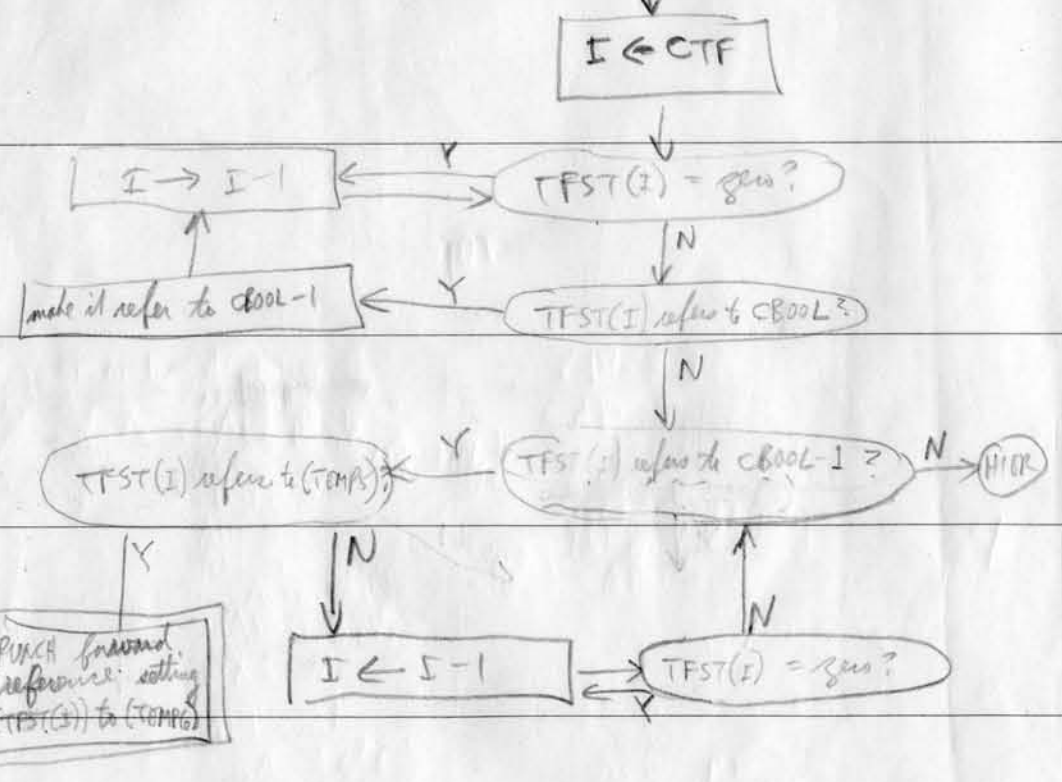 I ← CTF
Y
I → I-1
TFST(I) = zero?
N
Y
make it refer to CBOOL-1
TFST(I) refers to CBOOL?
N
Y
N
TFST(I) refers to (TEMPS)?
TFST(I) refers to CBOOL-1 ?
HIER
Y
N
N
PUNCH forward
reference: setting
(TFST(I)) to (TEMPG)
I ← I-1
TFST(I) = zero?
Y